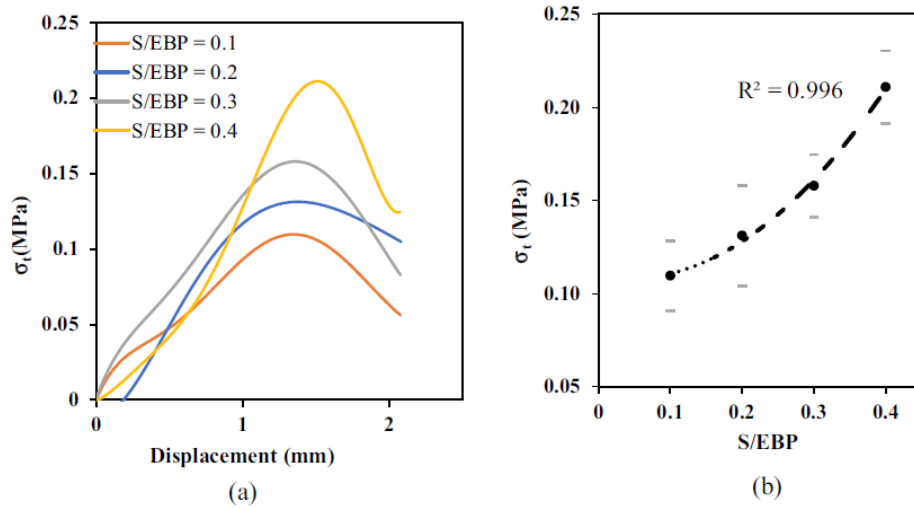 0.25
0.2
0.15
0.1
0.05
0
σt(MPa)
S/EBP = 0.1
S/EBP = 0.2
S/EBP = 0.3
S/EBP = 0.4
0 1 2
Displacement (mm)
(a)
0.25
0.20
0.15
0.10
0.05
σt (MPa)
R² = 0.996
0 0.1 0.2 0.3 0.4
S/EBP
(b)